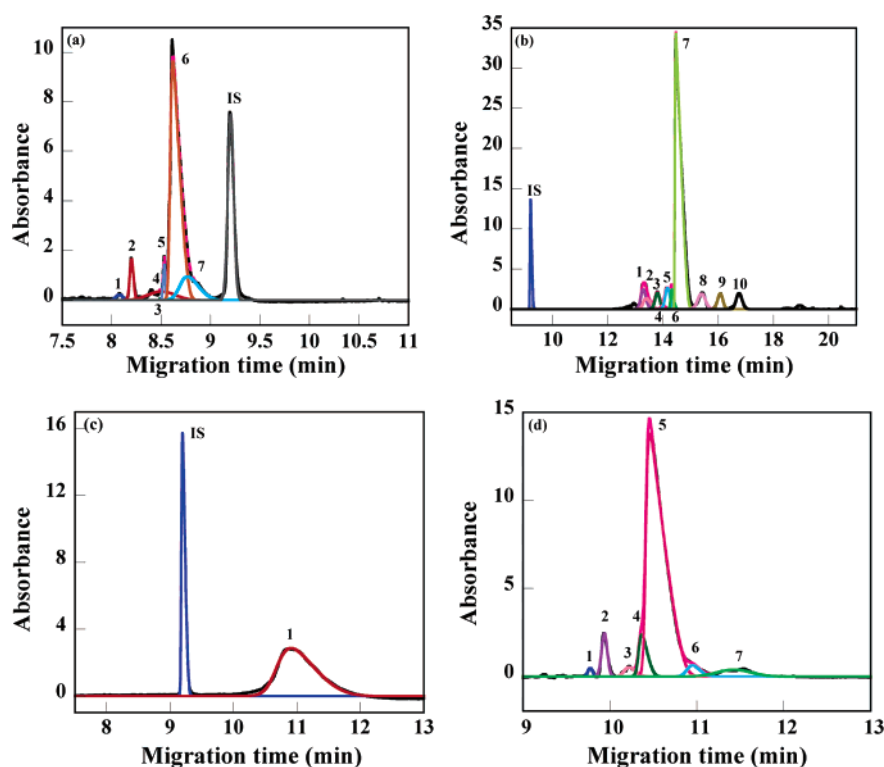 (a)
Absorbance
10
8
6
4
2
0
1
2
3
4
5
6
7
IS
7.5 8 8.5 9 9.5 10 10.5 11
Migration time (min)
(b)
Absorbance
35
30
25
20
15
10
5
0
IS
1 2 3 4 5 6 7 8 9 10
10 12 14 16 18 20
Migration time (min)
(c)
Absorbance
16
12
8
4
0
IS
1
8 9 10 11 12 13
Migration time (min)
(d)
Absorbance
15
10
5
0
1
2
3
4
5
6
7
9 10 11 12 13
Migration time (min)